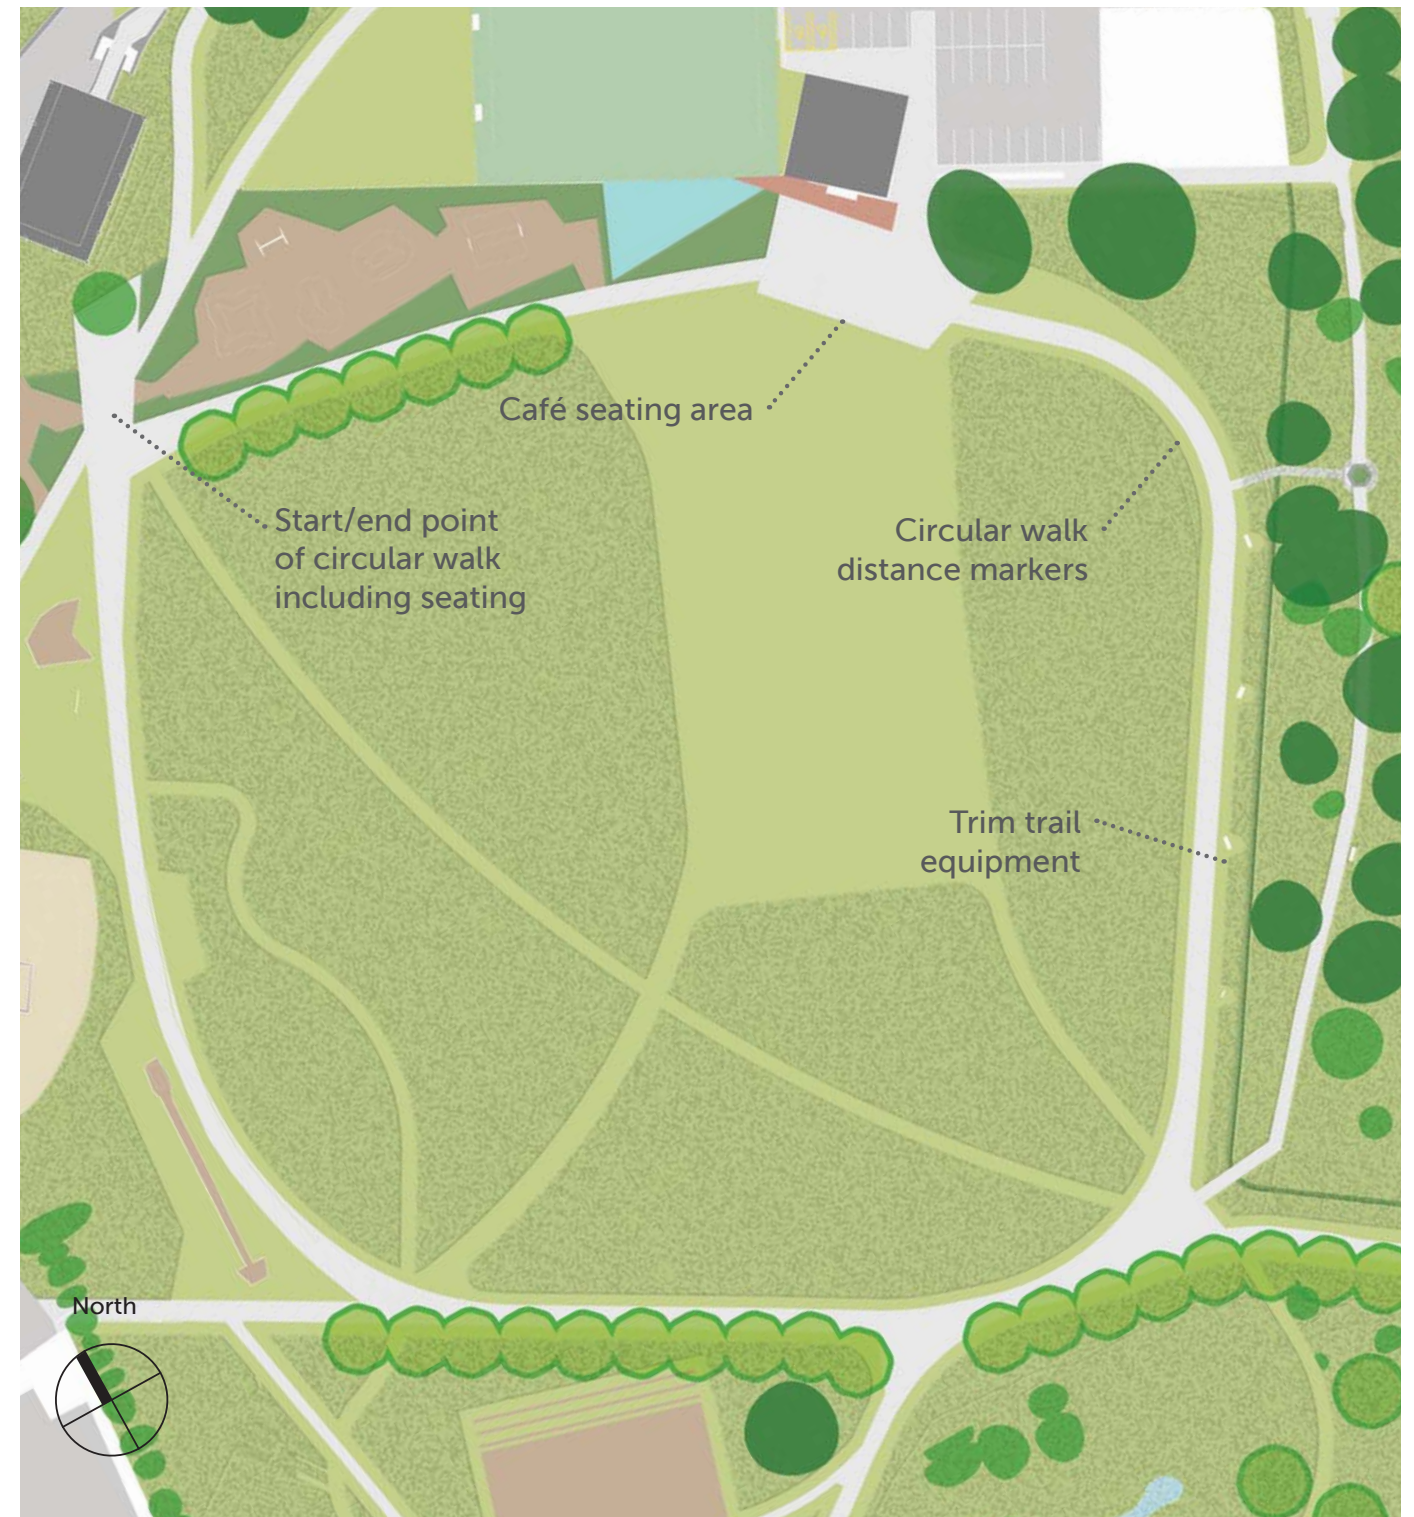 Café seating area
Start/end point
of circular walk
including seating
Circular walk
distance markers
Trim trail
equipment
North